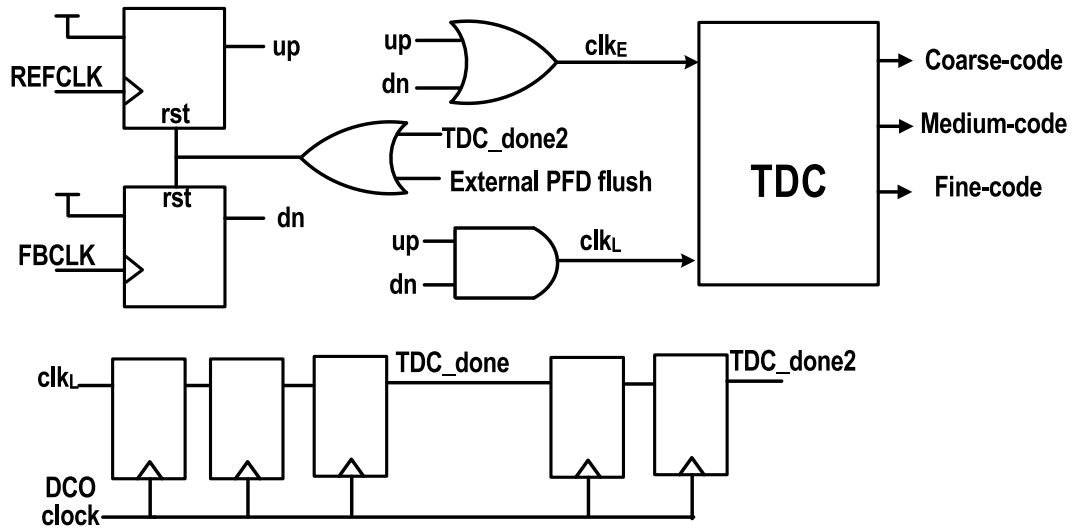 up
REFCLK
rst
rst
dn
FBCLK
up
dn
clkE
TDC_done2
External PFD flush
up
dn
clkL
TDC
Coarse-code
Medium-code
Fine-code
clkL
TDC_done
TDC_done2
DCO
clock